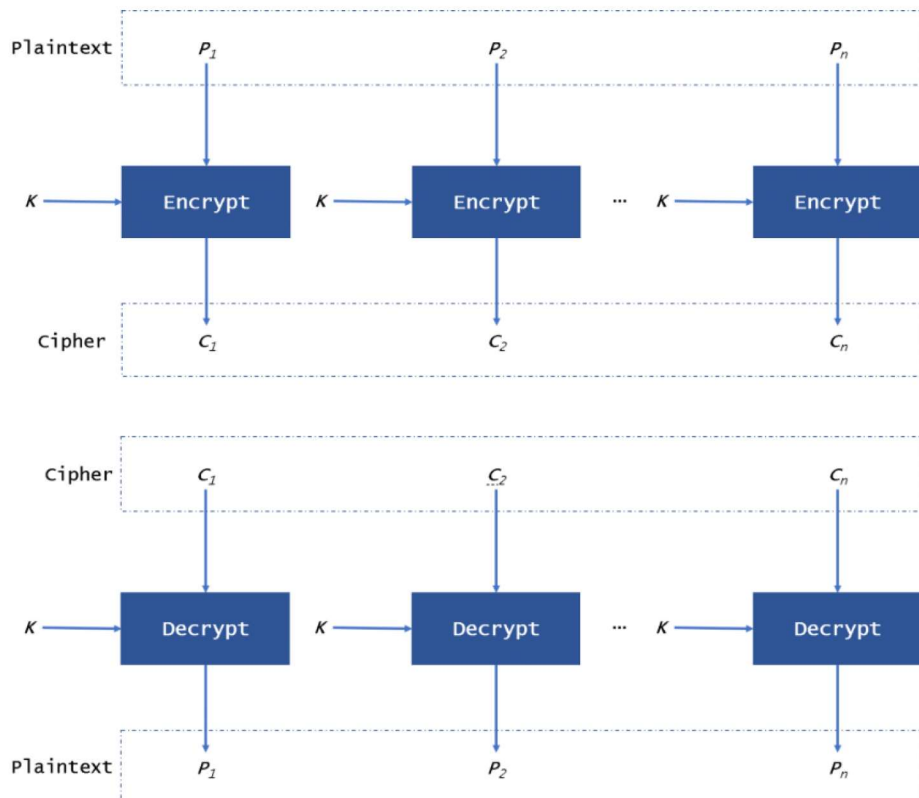 Plaintext P1 P2 Pn
K Encrypt K Encrypt ... K Encrypt
Cipher C1 C2 Cn
Cipher C1 C2 Cn
K Decrypt K Decrypt ... K Decrypt
Plaintext P1 P2 Pn